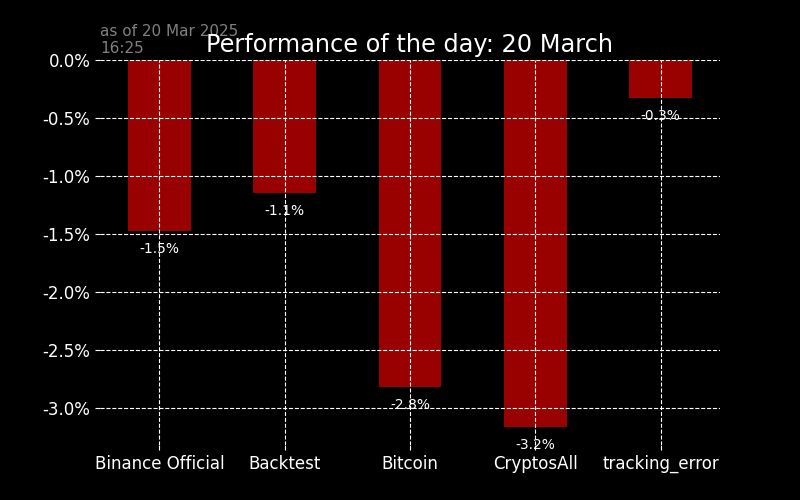 as of 20 Mar 2025
16:25
Performance of the day: 20 March
0.0%
-0.5%
-1.0%
-1.5%
-2.0%
-2.5%
-3.0%
-1.5%
-1.1%
-2.8%
-3.2%
-0.3%
Binance Official
Backtest
Bitcoin
CryptosAll
tracking_error